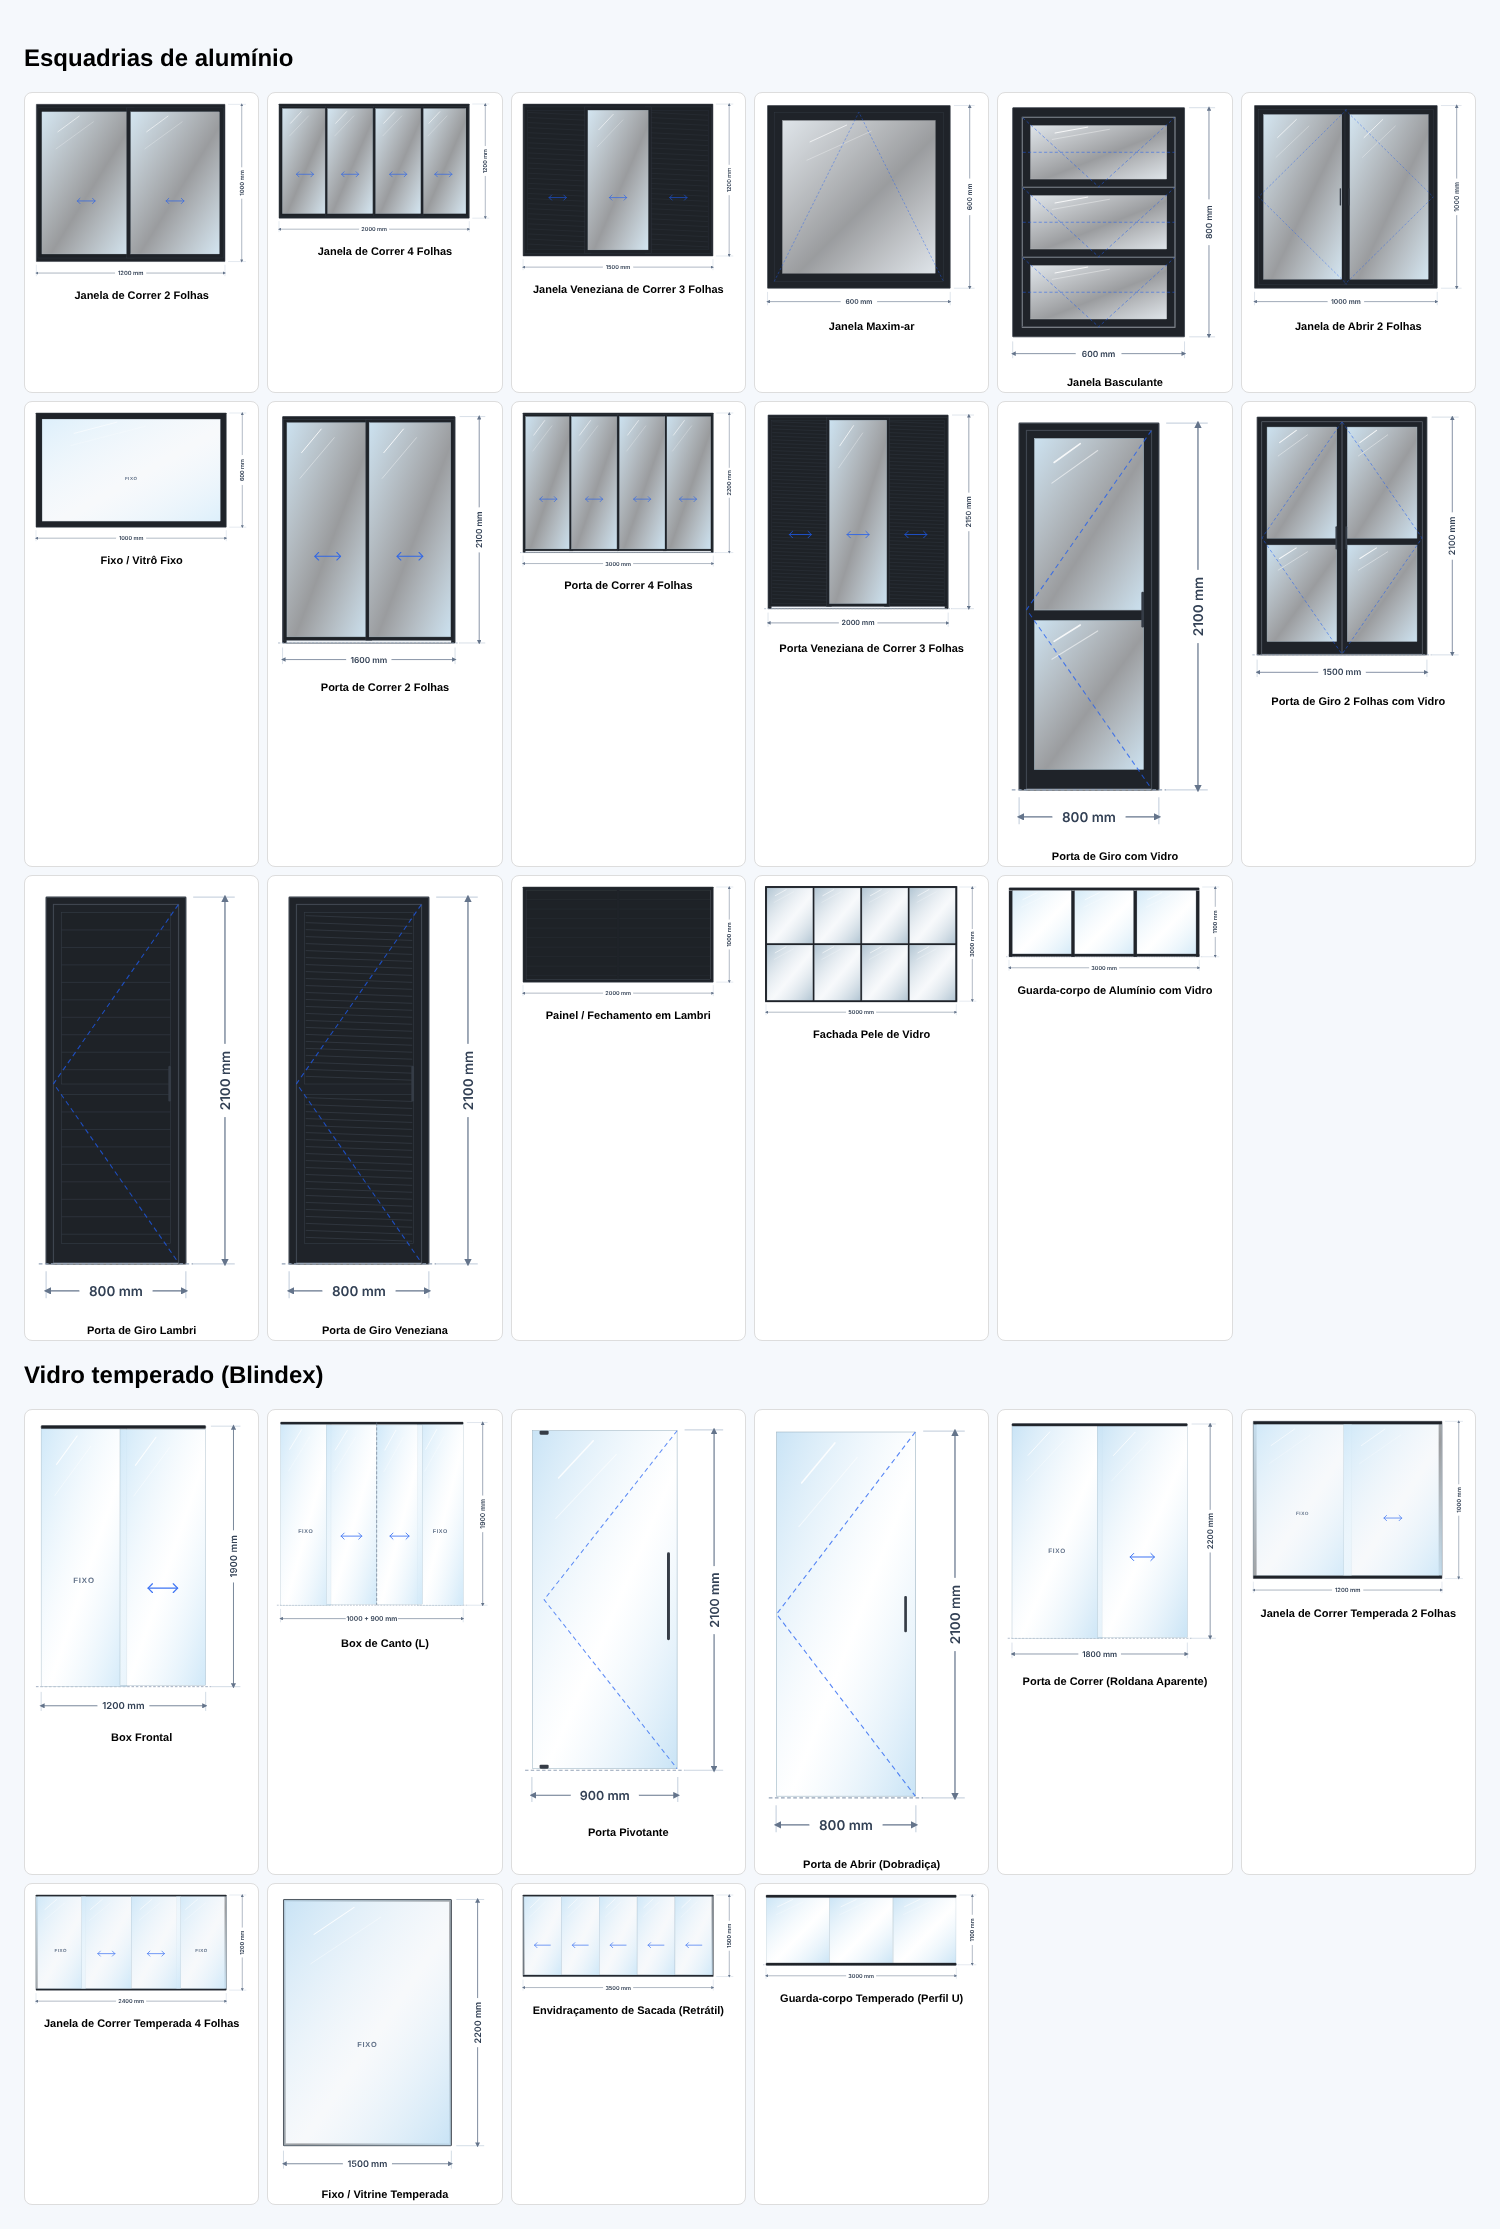 Esquadrias de alumínio
1000 mm
1200 mm
Janela de Correr 2 Folhas
1200 mm
2000 mm
Janela de Correr 4 Folhas
1200 mm
1500 mm
Janela Veneziana de Correr 3 Folhas
600 mm
600 mm
Janela Maxim-ar
800 mm
600 mm
Janela Basculante
1000 mm
1000 mm
Janela de Abrir 2 Folhas
FIXO
600 mm
1000 mm
Fixo / Vitrô Fixo
2100 mm
1600 mm
Porta de Correr 2 Folhas
2200 mm
3000 mm
Porta de Correr 4 Folhas
2150 mm
2000 mm
Porta Veneziana de Correr 3 Folhas
2100 mm
800 mm
Porta de Giro com Vidro
2100 mm
1500 mm
Porta de Giro 2 Folhas com Vidro
2100 mm
800 mm
Porta de Giro Lambri
2100 mm
800 mm
Porta de Giro Veneziana
1000 mm
2000 mm
Painel / Fechamento em Lambri
3000 mm
5000 mm
Fachada Pele de Vidro
1100 mm
3000 mm
Guarda-corpo de Alumínio com Vidro
Vidro temperado (Blindex)
FIXO
1900 mm
1200 mm
Box Frontal
FIXO
FIXO
1900 mm
1000 + 900 mm
Box de Canto (L)
2100 mm
900 mm
Porta Pivotante
2100 mm
800 mm
Porta de Abrir (Dobradiça)
FIXO
2200 mm
1800 mm
Porta de Correr (Roldana Aparente)
FIXO
1000 mm
1200 mm
Janela de Correr Temperada 2 Folhas
FIXO
FIXO
1200 mm
2400 mm
Janela de Correr Temperada 4 Folhas
FIXO
2200 mm
1500 mm
Fixo / Vitrine Temperada
1500 mm
3500 mm
Envidraçamento de Sacada (Retrátil)
1100 mm
3000 mm
Guarda-corpo Temperado (Perfil U)